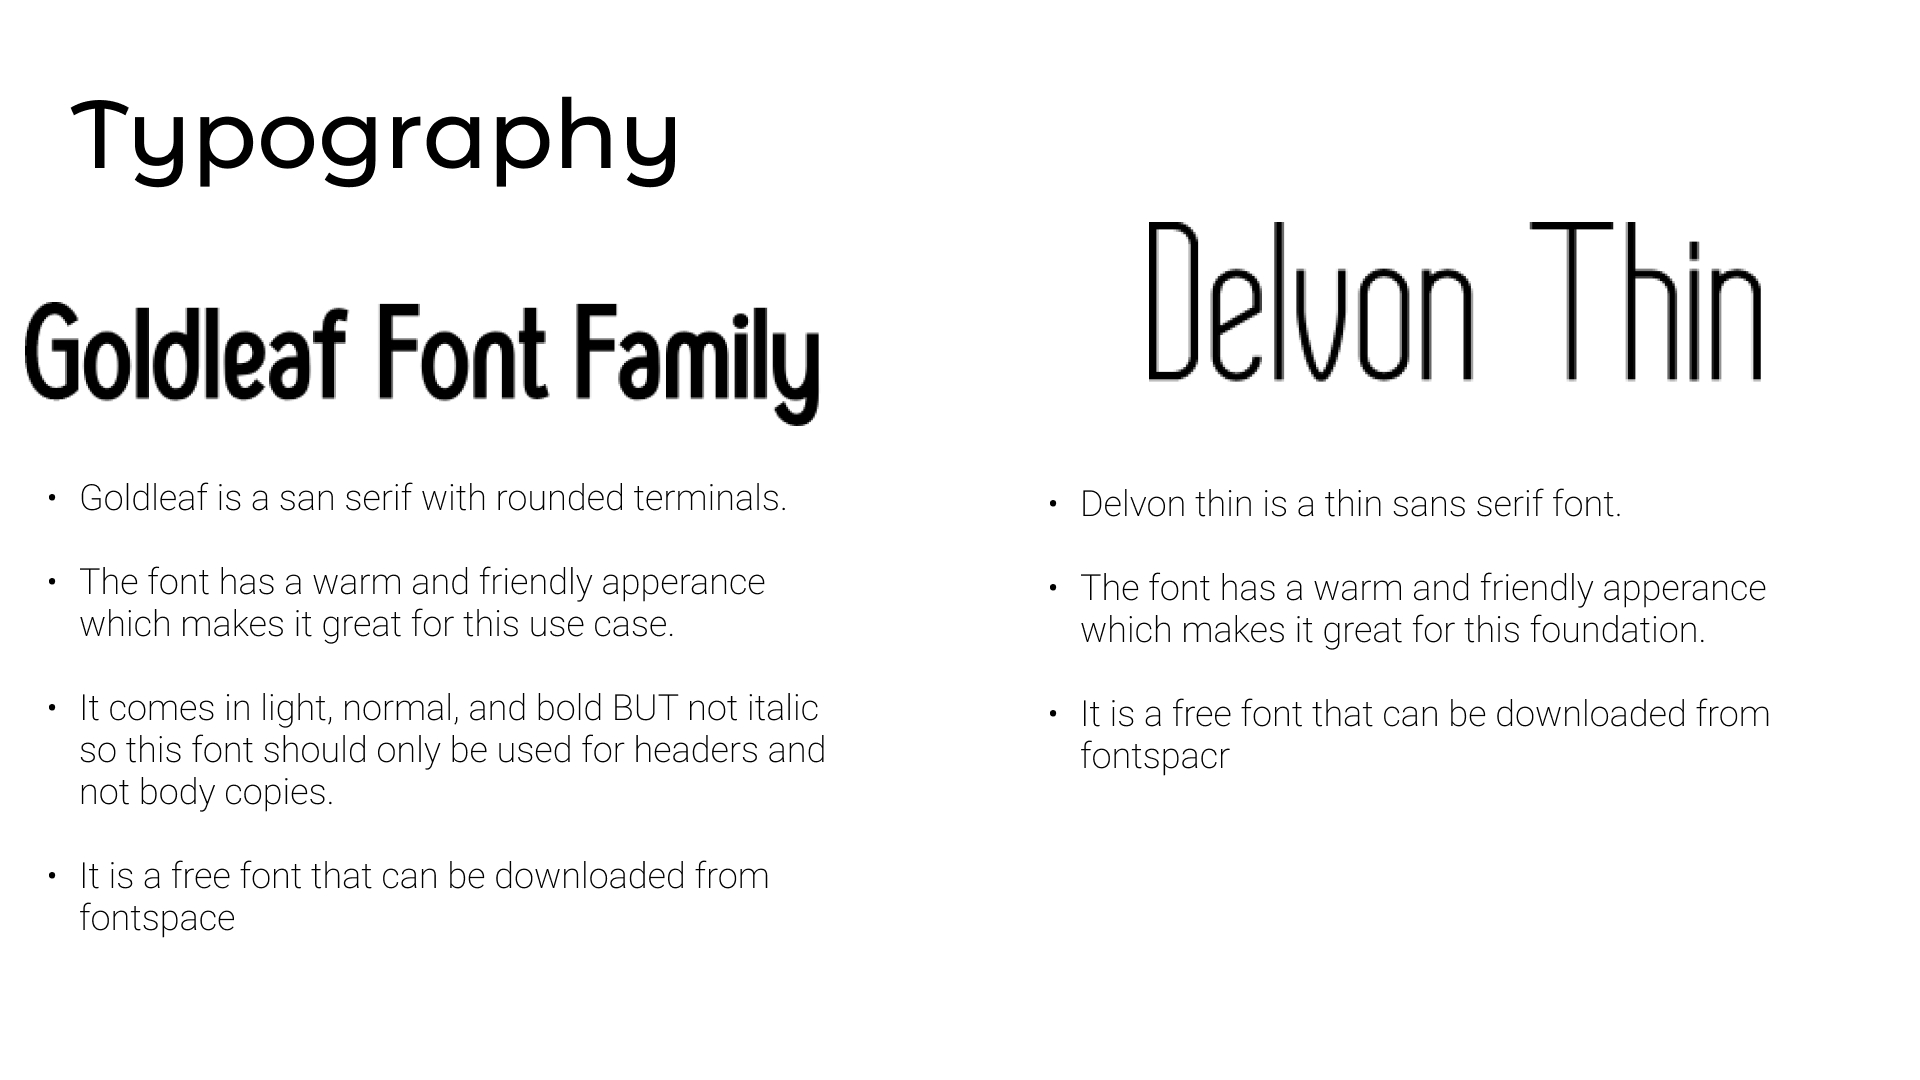 Typography
Goldleaf Font Family
• Goldleaf is a san serif with rounded terminals.
• The font has a warm and friendly apperance
which makes it great for this use case.
• It comes in light, normal, and bold BUT not italic
so this font should only be used for headers and
not body copies.
• It is a free font that can be downloaded from
fontspace
Delvon Thin
• Delvon thin is a thin sans serif font.
• The font has a warm and friendly apperance
which makes it great for this foundation.
• It is a free font that can be downloaded from
fontspacr